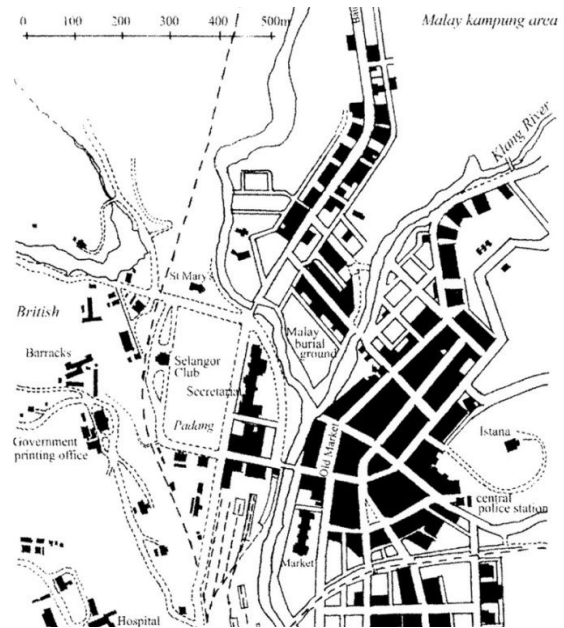 0 100 200 300 400 500m
Malay kampung area
Klang River
St Mary's
British
Malay
burial
ground
Barracks
Selangor
Club
Secretariat
Padang
Old Market
Istana
Government
printing office
central
police station
Market
Hospital